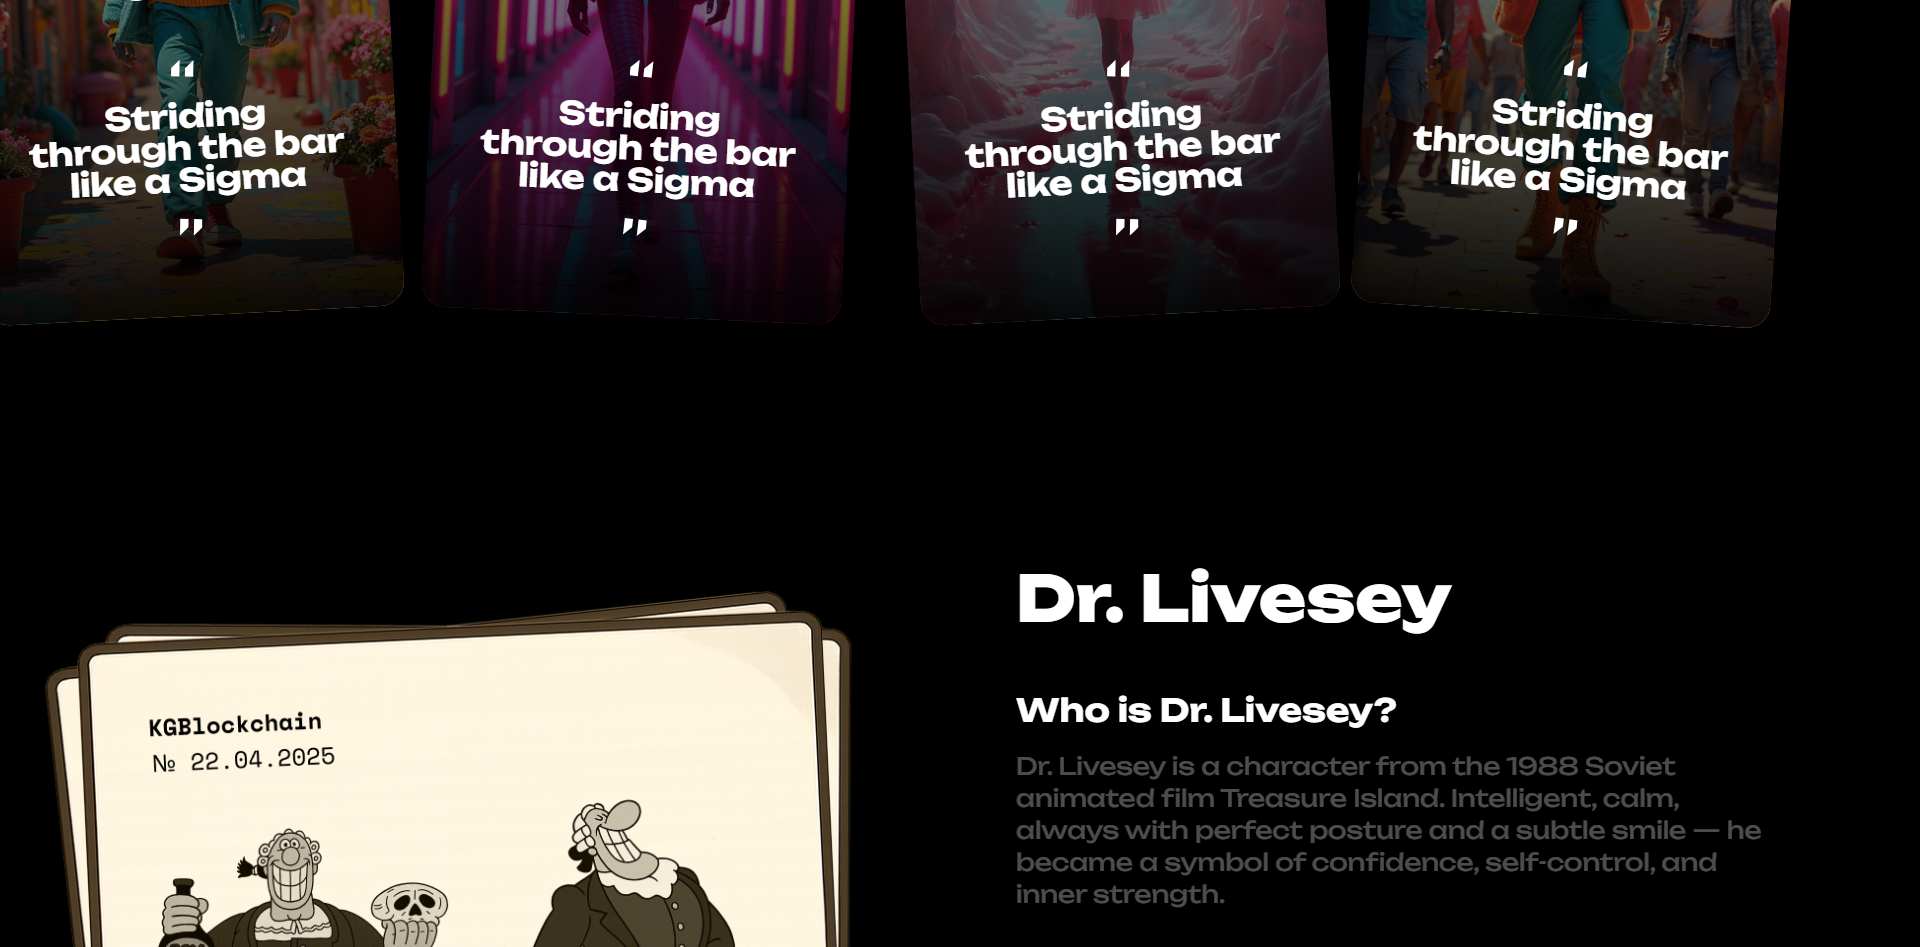 “
Striding
through the bar
like a Sigma
”
“
Striding
through the bar
like a Sigma
”
“
Striding
through the bar
like a Sigma
”
“
Striding
through the bar
like a Sigma
”
Dr. Livesey
KGBlockchain
№ 22.04.2025
Who is Dr. Livesey?
Dr. Livesey is a character from the 1988 Soviet
animated film Treasure Island. Intelligent, calm,
always with perfect posture and a subtle smile — he
became a symbol of confidence, self-control, and
inner strength.